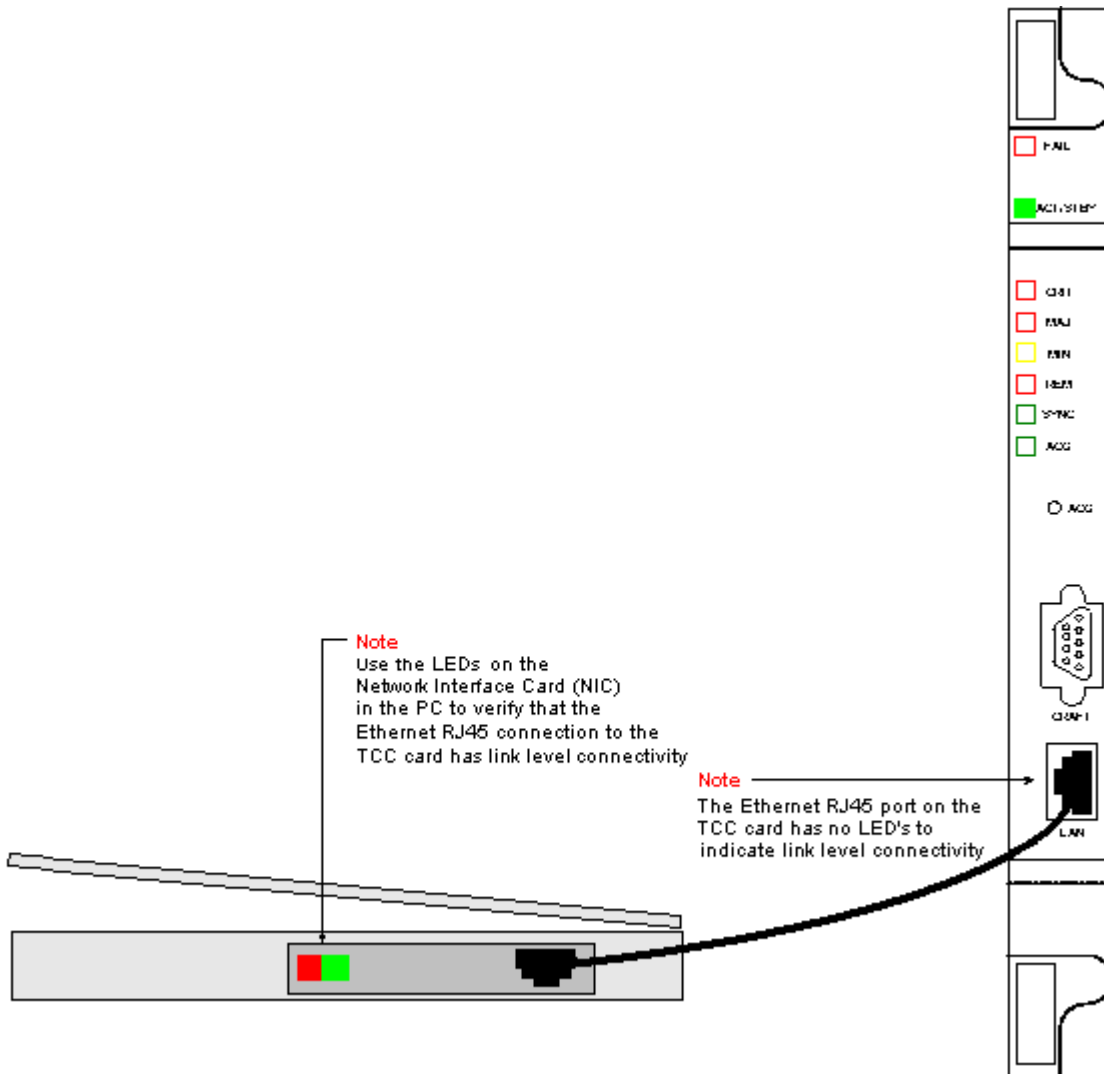 FAIL
ACT/STBY
CRIT
MAJ
MIN
REM
SYNC
ACO
ACO
CRAFT
Note
Use the LEDs on the
Network Interface Card (NIC)
in the PC to verify that the
Ethernet RJ45 connection to the
TCC card has link level connectivity
Note
The Ethernet RJ45 port on the
TCC card has no LED's to
indicate link level connectivity
LAN